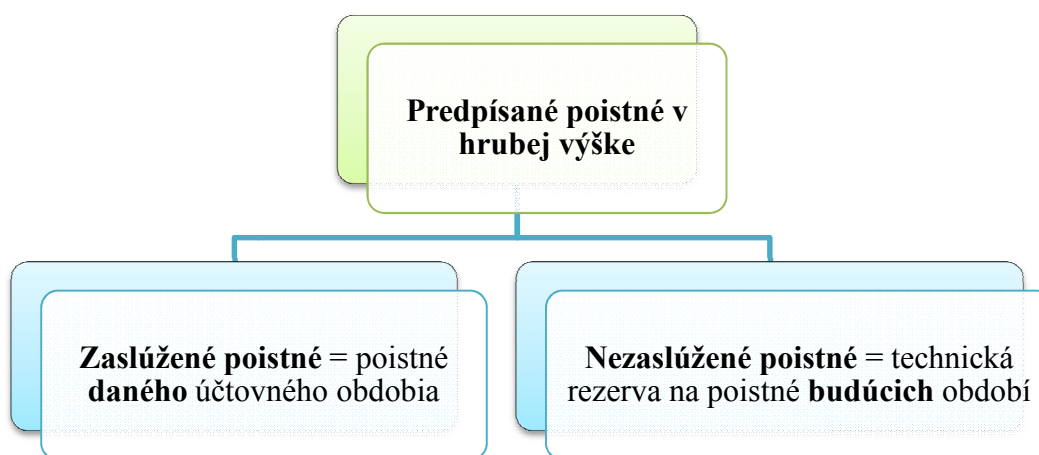 Predpísané poistné v
hrubej výške
Zaslúžené poistné = poistné
daného účtovného obdobia
Nezaslúžené poistné = technická
rezerva na poistné budúcich období